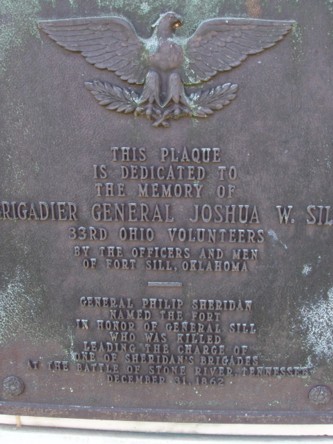 THIS PLAQUE
IS DEDICATED TO
THE MEMORY OF
BRIGADIER GENERAL JOSHUA W. SIL
33RD OHIO VOLUNTEERS
BY THE OFFICERS AND MEN
OF FORT SILL, OKLAHOMA
GENERAL PHILIP SHERIDAN
NAMED THE FORT
IN HONOR OF GENERAL SILL
WHO WAS KILLED
LEADING THE CHARGE OF
ONE OF SHERIDAN'S BRIGADES
AT THE BATTLE OF STONE RIVER, TENNESSEE
DECEMBER 31, 1862